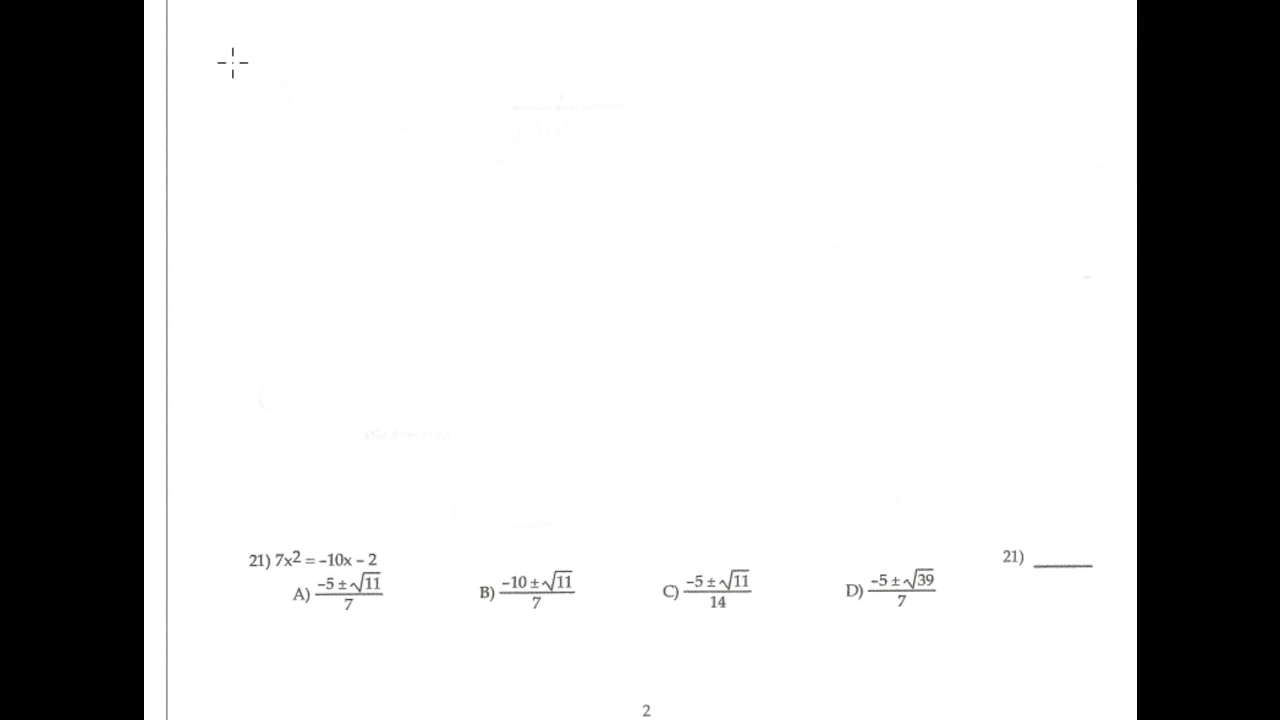 21) 7x² = -10x - 2
21) ______
A) (-5 ± √11)/7
B) (-10 ± √11)/7
C) (-5 ± √11)/14
D) (-5 ± √39)/7
2